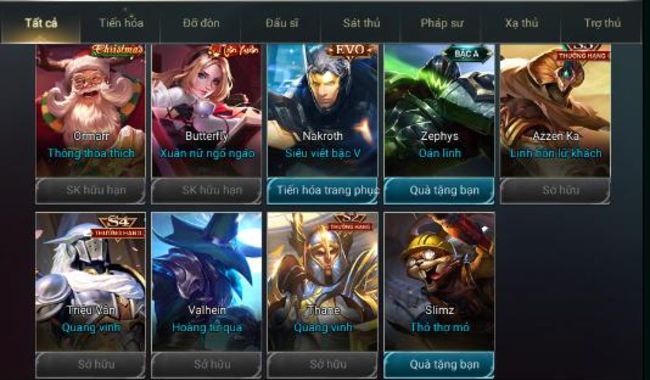 Tất cả
Tiến hóa
Đỡ đòn
Đấu sĩ
Sát thủ
Pháp sư
Xạ thủ
Trợ thủ
Christmas
Tân Xuân
EVO
BẬC A
S3
THƯỞNG HẠNG
Ormarr
Butterfly
Nakroth
Zephys
Azzen Ka
Thông thỏa thích
Xuân nữ ngổ ngáo
Siêu việt bậc V
Oán linh
Linh hồn lữ khách
SK hữu hạn
SK hữu hạn
Tiến hóa trang phục
Quà tặng bạn
Sở hữu
S4
THƯỞNG HẠNG
S2
THƯỞNG HẠNG
Triệu Vân
Valhein
Thane
Slimz
Quang vinh
Hoàng tử quạ
Quang vinh
Thỏ thợ mỏ
Sở hữu
Sở hữu
Sở hữu
Quà tặng bạn